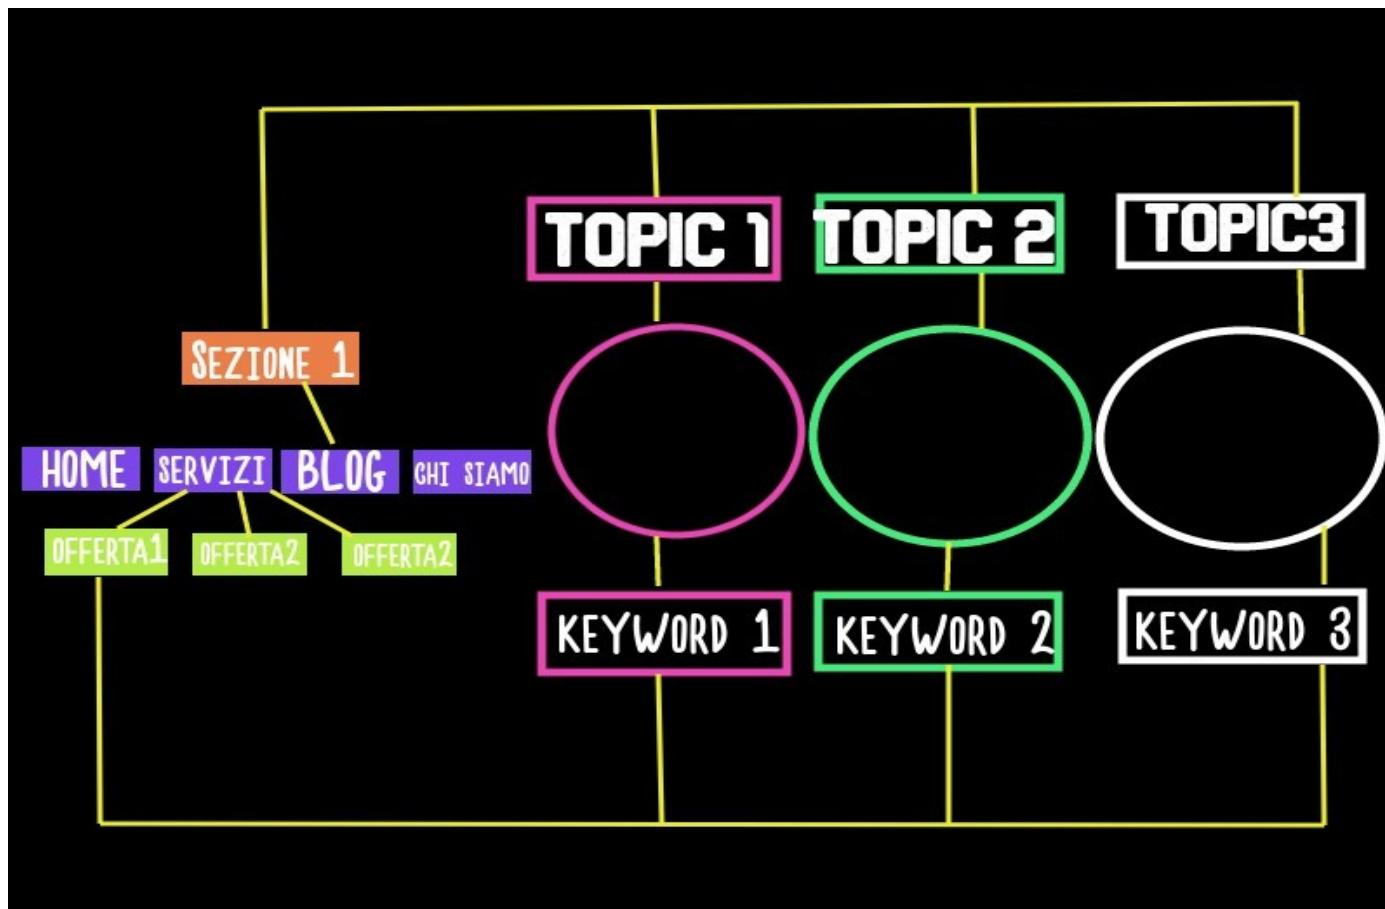 TOPIC 1
TOPIC 2
TOPIC3
SEZIONE 1
HOME
SERVIZI
BLOG
CHI SIAMO
OFFERTA1
OFFERTA2
OFFERTA2
KEYWORD 1
KEYWORD 2
KEYWORD 3